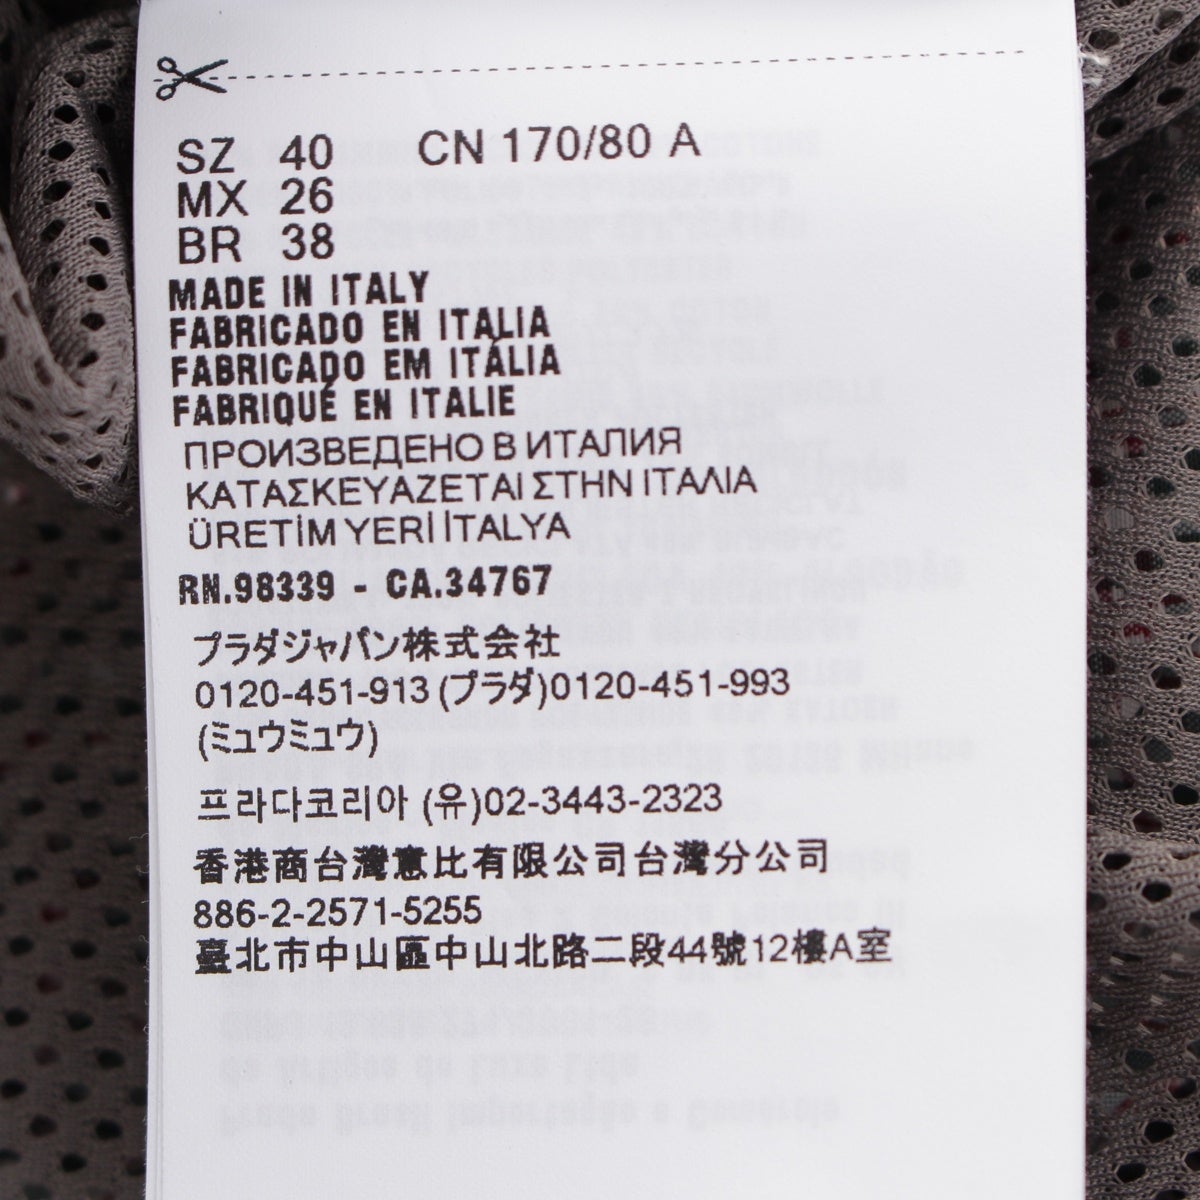 SZ 40 CN 170/80 A
MX 26
BR 38
MADE IN ITALY
FABRICADO EN ITALIA
FABRICADO EM ITÁLIA
FABRIQUÉ EN ITALIE
ПРОИЗВЕДЕНО В ИТАЛИЯ
ΚΑΤΑΣΚΕΥΑΖΕΤΑΙ ΣΤΗΝ ΙΤΑΛΙΑ
ÜRETİM YERİ İTALYA
RN.98339 - CA.34767
プラダジャパン株式会社
0120-451-913 (プラダ)0120-451-993
(ミュウミュウ)
프라다코리아 (유)02-3443-2323
香港商台灣意比有限公司台灣分公司
886-2-2571-5255
臺北市中山區中山北路二段44號12樓A室